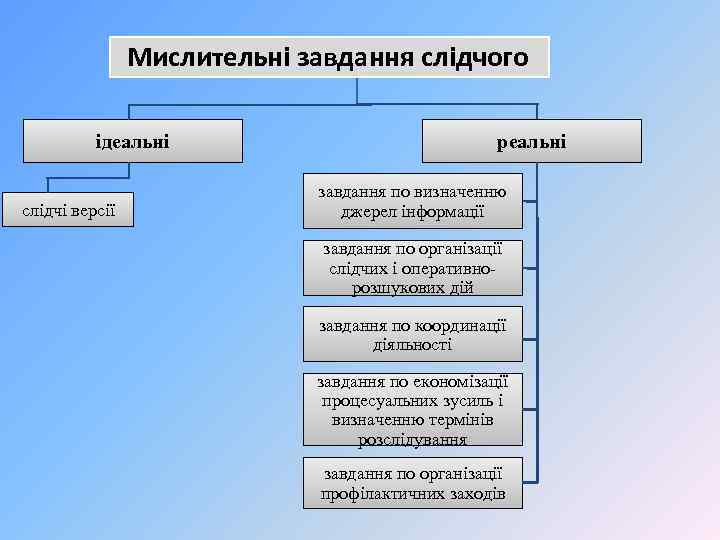 Мислительні завдання слідчого
ідеальні
реальні
слідчі версії
завдання по визначенню
джерел інформації
завдання по організації
слідчих і оперативно-
розшукових дій
завдання по координації
діяльності
завдання по економізації
процесуальних зусиль і
визначенню термінів
розслідування
завдання по організації
профілактичних заходів